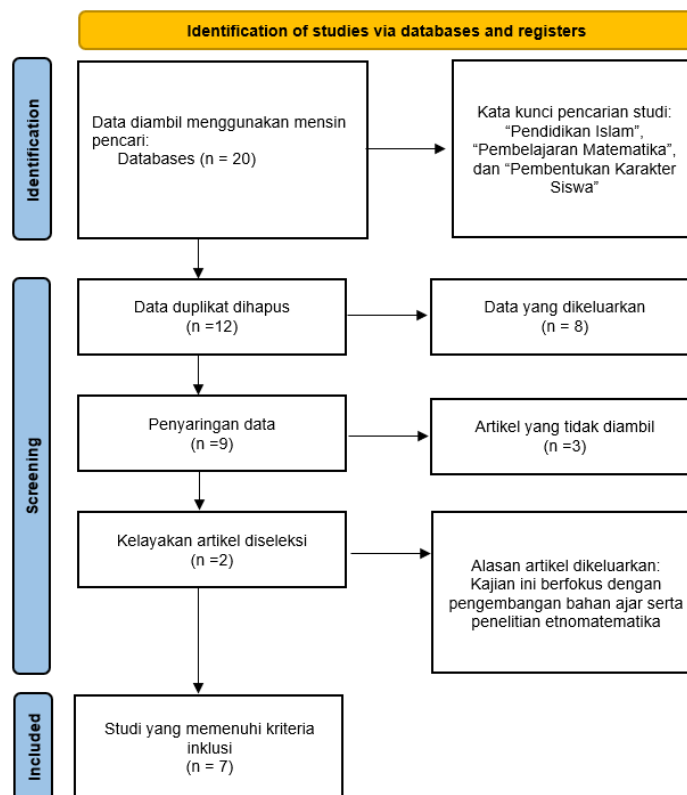 Identification of studies via databases and registers
Identification
Data diambil menggunakan mensin
pencari:
Databases (n = 20)
Kata kunci pencarian studi:
“Pendidikan Islam”,
“Pembelajaran Matematika”,
dan “Pembentukan Karakter
Siswa”
Screening
Data duplikat dihapus
(n =12)
Data yang dikeluarkan
(n = 8)
Penyaringan data
(n =9)
Artikel yang tidak diambil
(n =3)
Kelayakan artikel diseleksi
(n =2)
Alasan artikel dikeluarkan:
Kajian ini berfokus dengan
pengembangan bahan ajar serta
penelitian etnomatematika
Included
Studi yang memenuhi kriteria
inklusi
(n = 7)